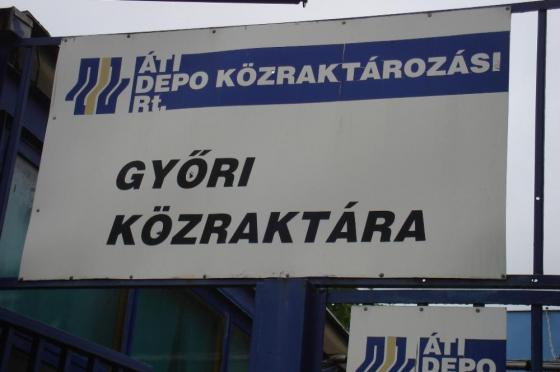 ÁTI
DEPO KÖZRAKTÁROZÁSI
Rt.
GYŐRI
KÖZRAKTÁRA
ÁTI
DEPO